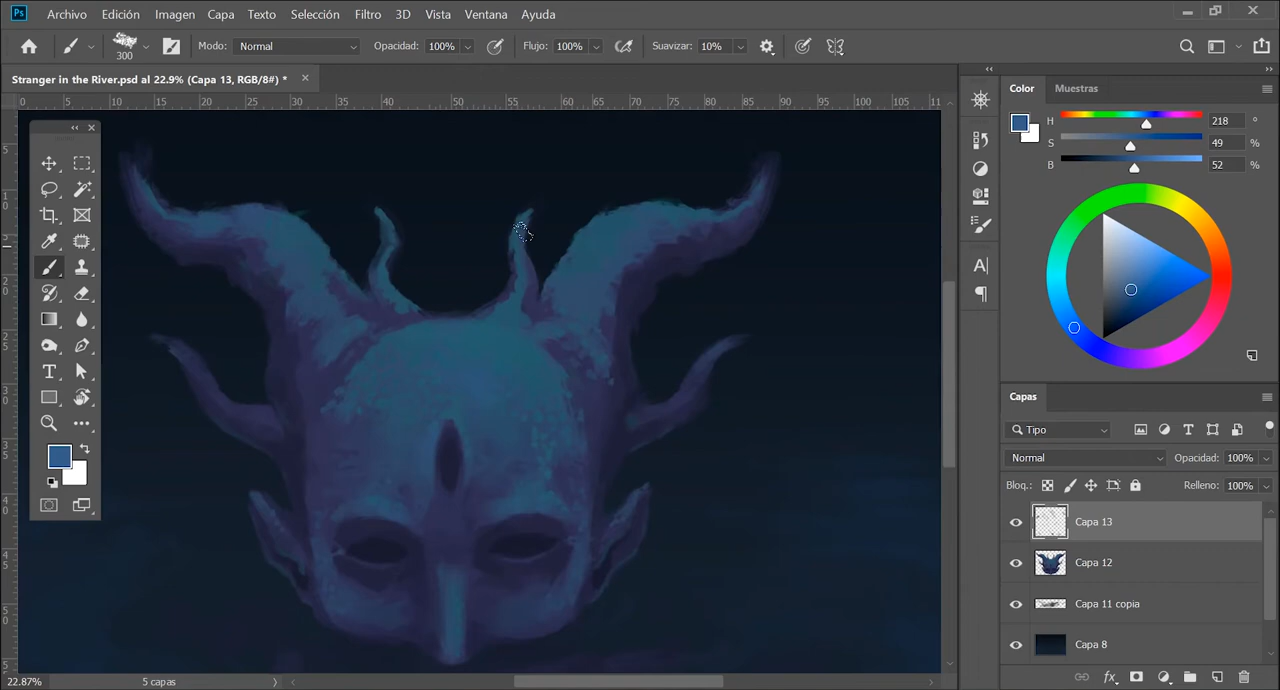 Ps Archivo Edición Imagen Capa Texto Selección Filtro 3D Vista Ventana Ayuda
300 Modo: Normal Opacidad: 100% Flujo: 100% Suavizar: 10%
Stranger in the River.psd al 22.9% (Capa 13, RGB/8#) *
0 5 10 15 20 25 30 35 40 45 50 55 60 65 70 75 80 85 90 95 100 105 11
Color Muestras
H 218 °
S 49 %
B 52 %
Capas
Tipo
Normal Opacidad: 100%
Bloq.: Relleno: 100%
Capa 13
Capa 12
Capa 11 copia
Capa 8
22.87% 5 capas